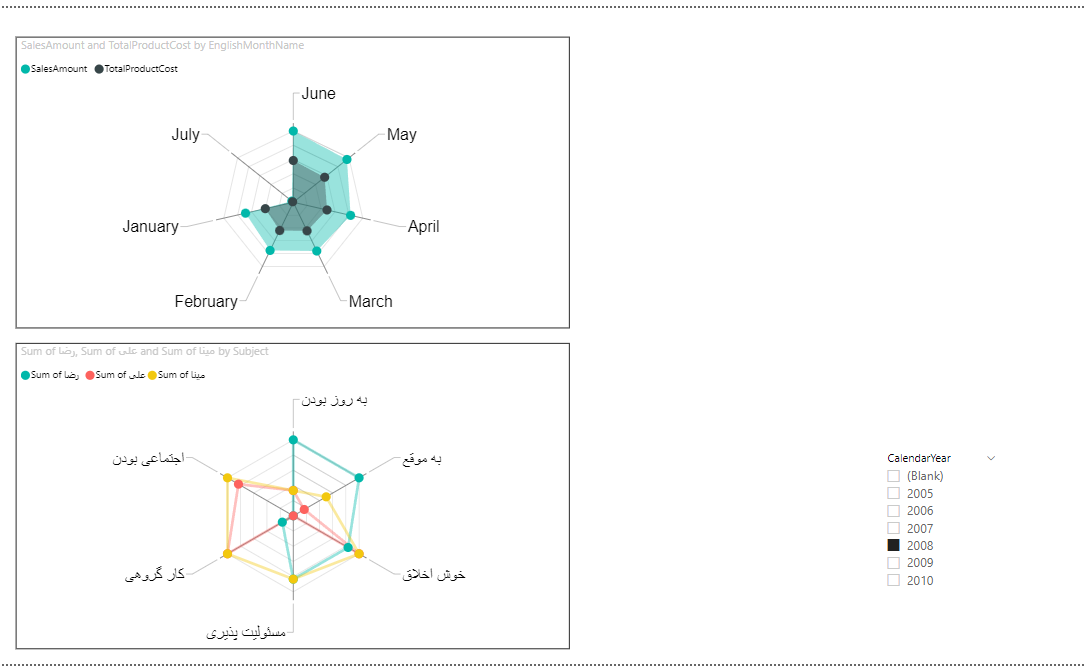 SalesAmount and TotalProductCost by EnglishMonthName
SalesAmount TotalProductCost
June
July
May
January
April
February
March
Sum of رضا, Sum of علی and Sum of مینا by Subject
Sum of رضا Sum of علی Sum of مینا
به روز بودن
اجتماعی بودن
به موقع
کار گروهی
خوش اخلاق
مسئولیت پذیری
CalendarYear
(Blank)
2005
2006
2007
2008
2009
2010